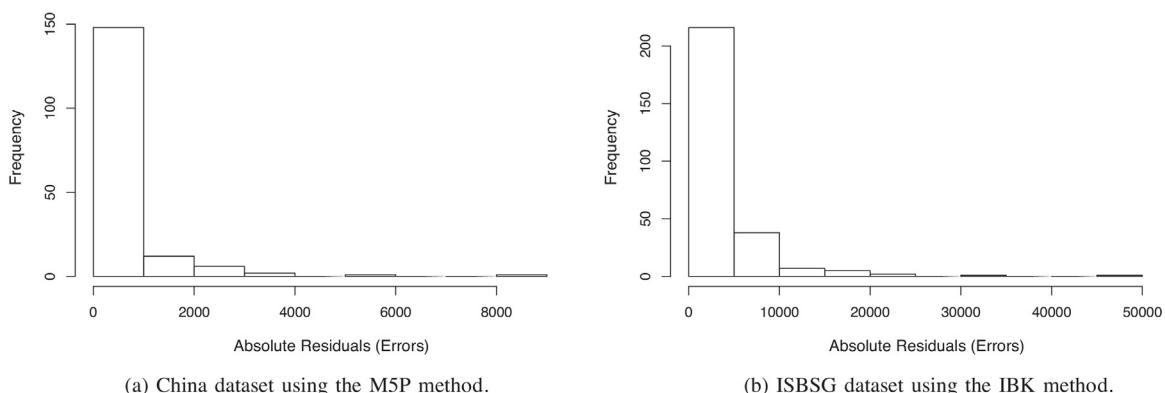 150
100
50
0
Frequency
0 2000 4000 6000 8000
Absolute Residuals (Errors)
(a) China dataset using the M5P method.
200
150
100
50
0
Frequency
0 10000 20000 30000 40000 50000
Absolute Residuals (Errors)
(b) ISBSG dataset using the IBK method.